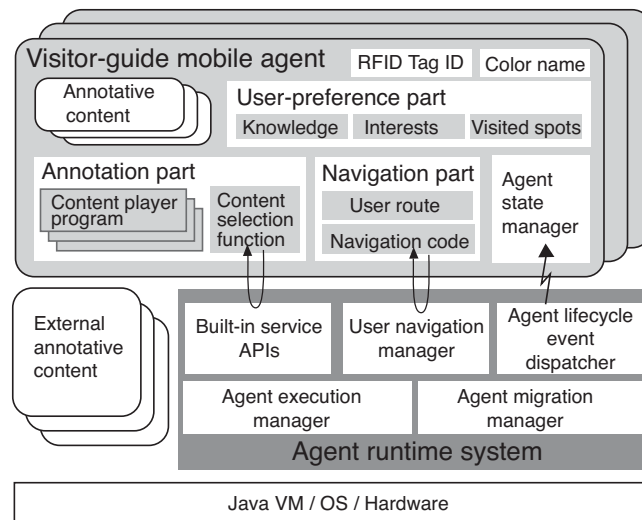 Visitor-guide mobile agent
RFID Tag ID
Color name
Annotative
content
User-preference part
Knowledge
Interests
Visited spots
Annotation part
Content player
program
Content
selection
function
Navigation part
User route
Navigation code
Agent
state
manager
External
annotative
content
Built-in service
APIs
User navigation
manager
Agent lifecycle
event
dispatcher
Agent execution
manager
Agent migration
manager
Agent runtime system
Java VM / OS / Hardware